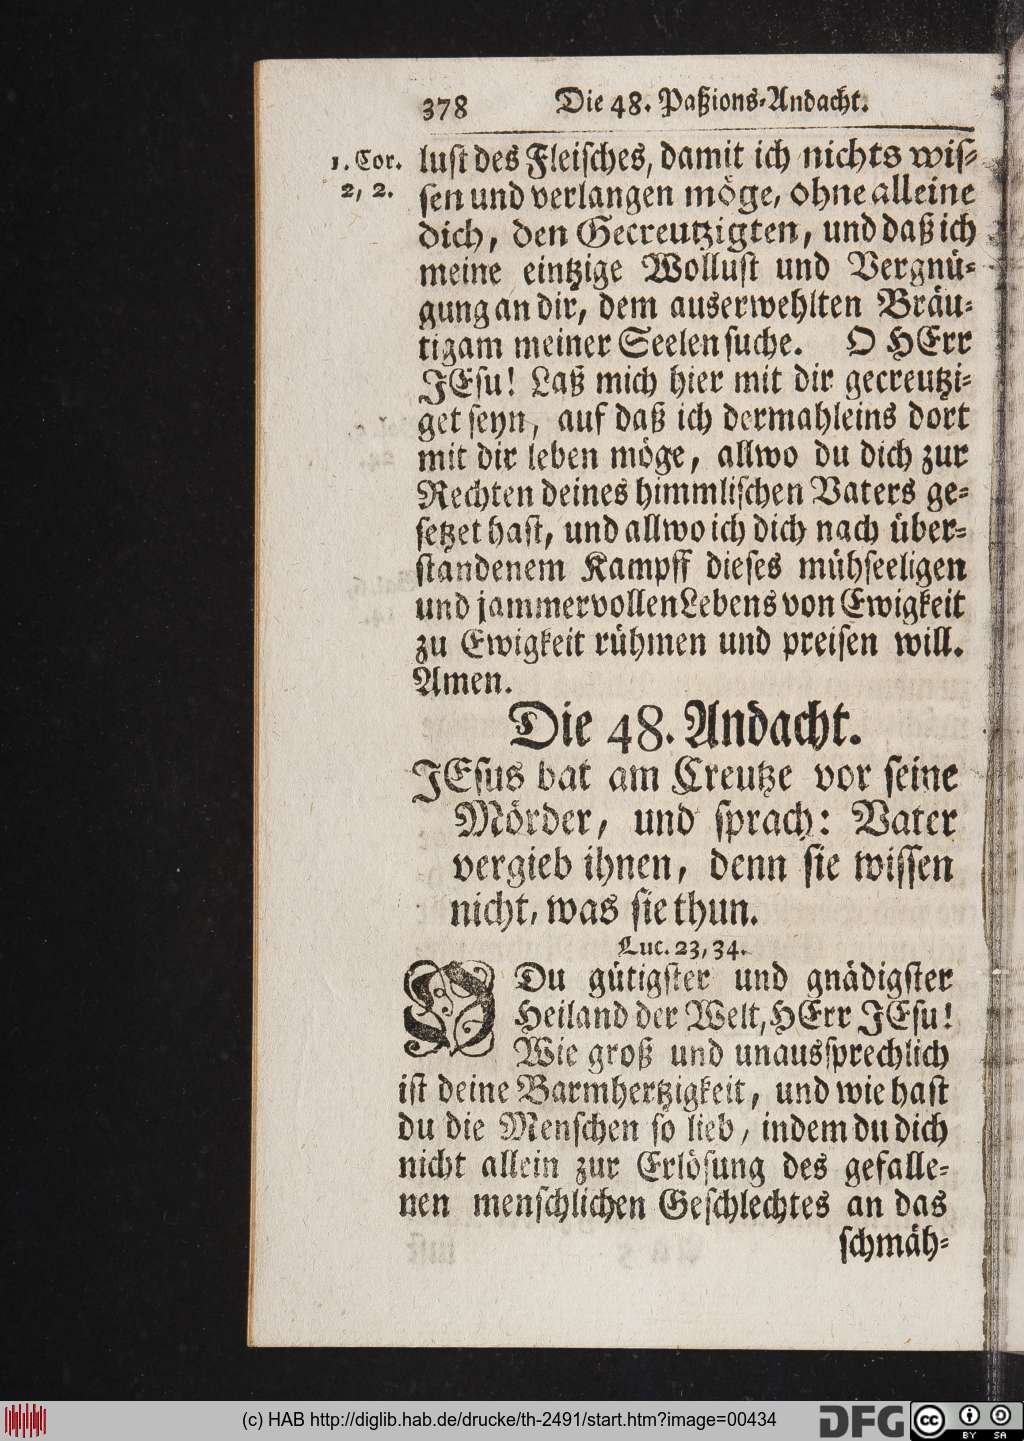 378 Die 48. Paßions-Andacht.
1. Cor. lust des Fleisches, damit ich nichts wis-
2, 2. sen und verlangen möge, ohne alleine
dich, den Gecreutzigten, und daß ich
meine eintzige Wollust und Vergnü-
gung an dir, dem auserwehlten Bräu-
tigam meiner Seelen suche. O HErr
JEsu! Laß mich hier mit dir gecreutzi-
get seyn, auf daß ich dermahleins dort
mit dir leben möge, allwo du dich zur
Rechten deines himmlischen Vaters ge-
setzet hast, und allwo ich dich nach über-
standenem Kampff dieses mühseeligen
und jammervollen Lebens von Ewigkeit
zu Ewigkeit rühmen und preisen will.
Amen.
Die 48. Andacht.
JEsus bat am Creutze vor seine
Mörder, und sprach: Vater
vergieb ihnen, denn sie wissen
nicht, was sie thun.
Luc. 23, 34.
O Du gütigster und gnädigster
Heiland der Welt, HErr JEsu!
Wie groß und unaussprechlich
ist deine Barmhertzigkeit, und wie hast
du die Menschen so lieb, indem du dich
nicht allein zur Erlösung des gefalle-
nen menschlichen Geschlechtes an das
schmäh-
(c) HAB http://diglib.hab.de/drucke/th-2491/start.htm?image=00434
DFG cc BY SA